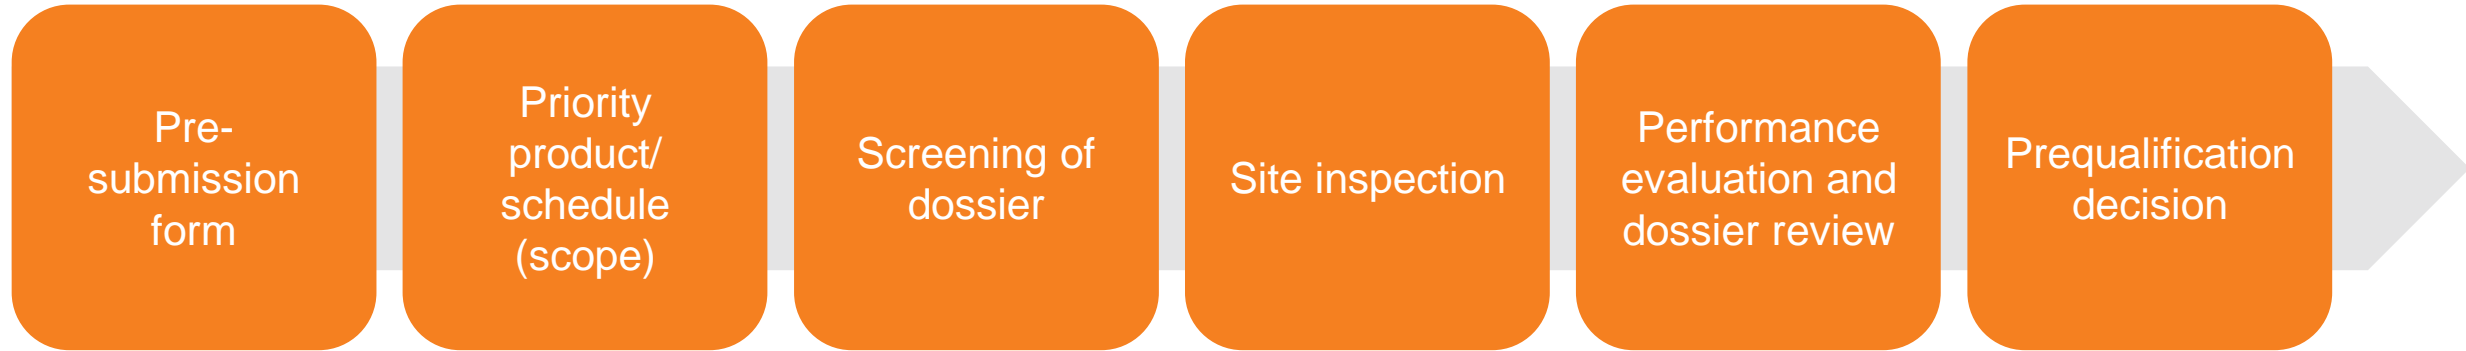 Pre-
submission
form
Priority
product/
schedule
(scope)
Screening of
dossier
Site inspection
Performance
evaluation and
dossier review
Prequalification
decision